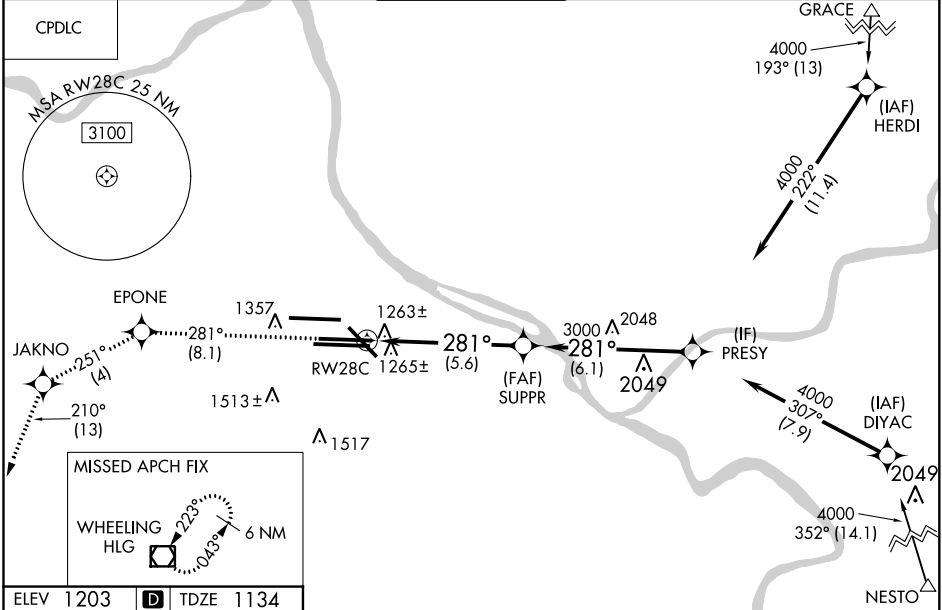 CPDLC
MSA RW28C 25 NM
3100
GRACE
4000
193° (13)
(IAF)
HERDI
4000
222°
(11.4)
EPONE
JAKNO
251°
(4)
281°
(8.1)
210°
(13)
1357
1263±
1265±
RW28C
1513±
1517
281°
(5.6)
(FAF)
SUPPR
3000
281°
(6.1)
2048
2049
(IF)
PRESY
4000
307°
(7.9)
(IAF)
DIYAC
2049
4000
352° (14.1)
NESTO
MISSED APCH FIX
WHEELING
HLG
223°
043°
6 NM
ELEV 1203 D TDZE 1134